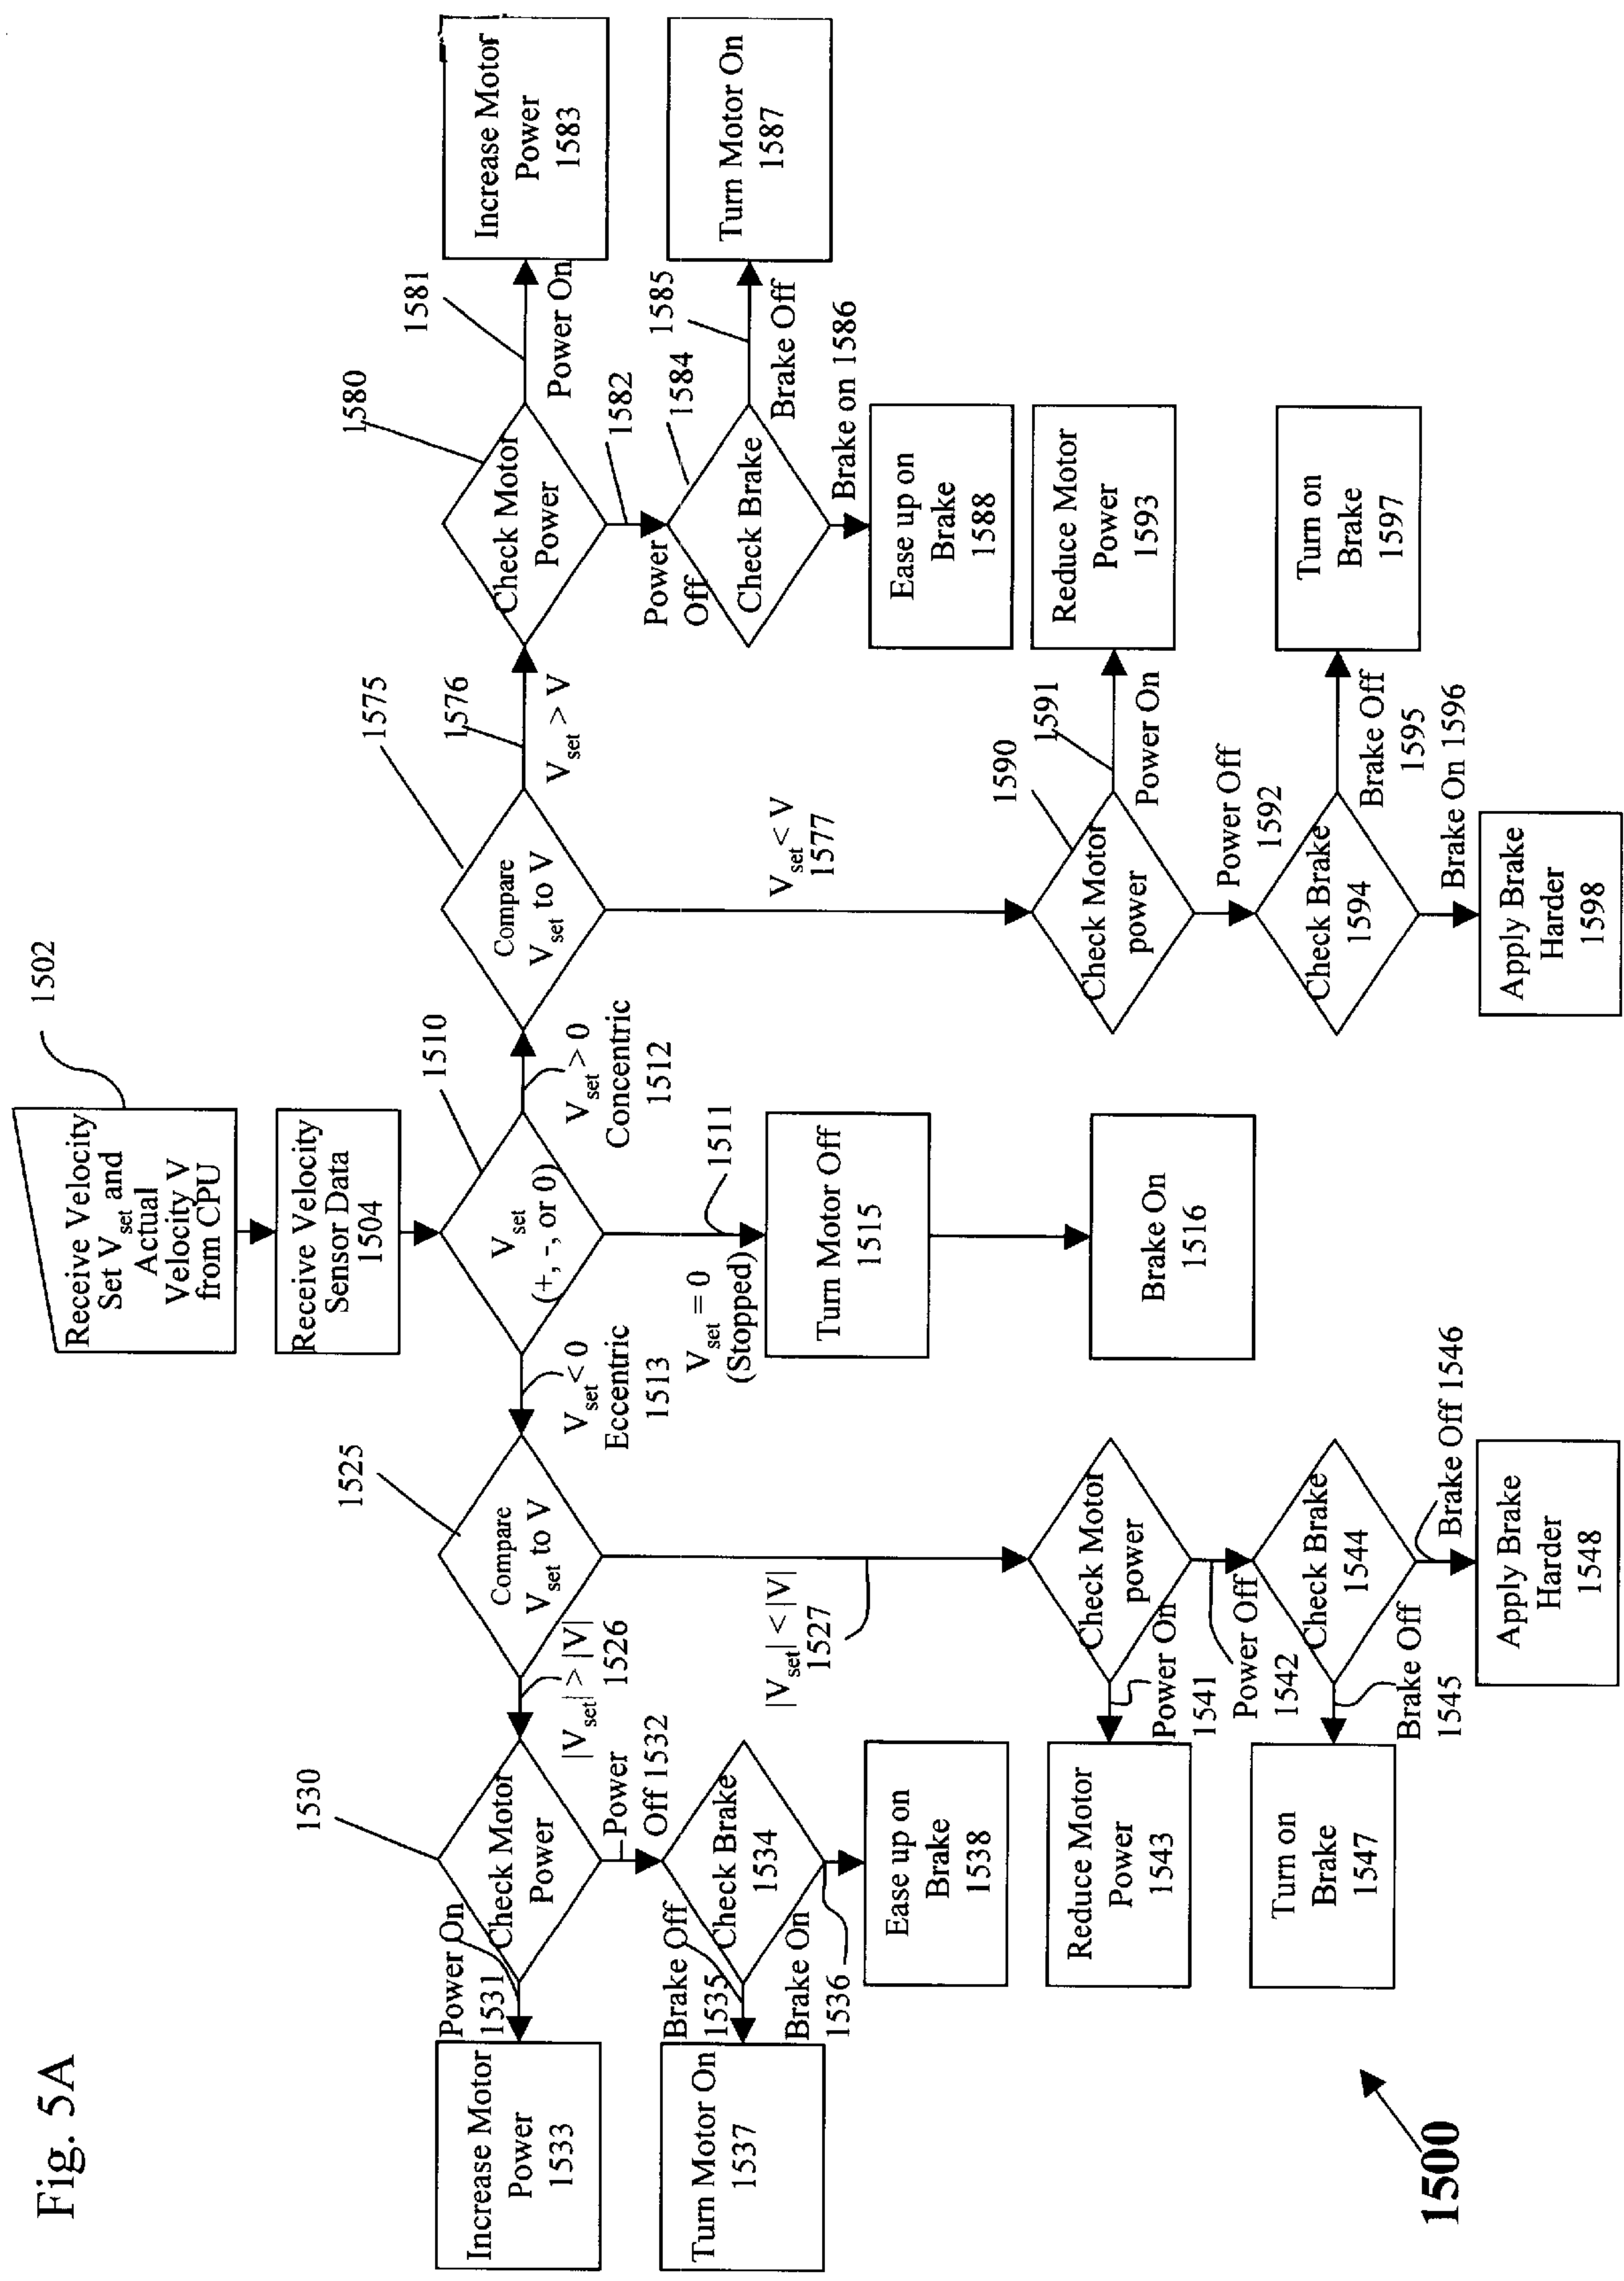 Fig. 5A
Receive Velocity
Set Vset and
Actual
Velocity V
from CPU
1502
Receive Velocity
Sensor Data
1504
Vset
(+, -, or 0)
1510
Vset < 0
Eccentric
1513
Vset > 0
Concentric
1512
Vset = 0
(Stopped)
1511
Turn Motor Off
1515
Brake On
1516
Compare
Vset to V
1525
|Vset| > |V|
1526
|Vset| < |V|
1527
Check Motor
Power
1530
Power On
1531
Increase Motor
Power
1533
Power
Off 1532
Check Brake
1534
Brake Off
1535
Turn Motor On
1537
Brake On
1536
Ease up on
Brake
1538
Check Motor
power
Power On
1541
Reduce Motor
Power
1543
Power Off
1542
Check Brake
1544
Brake Off
1545
Turn on
Brake
1547
Brake Off 1546
Apply Brake
Harder
1548
Compare
Vset to V
1575
1576
Vset > V
Vset < V
1577
Check Motor
Power
1580
1581
Power On
Increase Motor
Power
1583
Power
Off
1582
Check Brake
1584
1585
Brake Off
Turn Motor On
1587
Brake on 1586
Ease up on
Brake
1588
Check Motor
power
1590
1591
Power On
Reduce Motor
Power
1593
Power Off
1592
Check Brake
1594
Brake Off
1595
Turn on
Brake
1597
Brake On 1596
Apply Brake
Harder
1598
1500